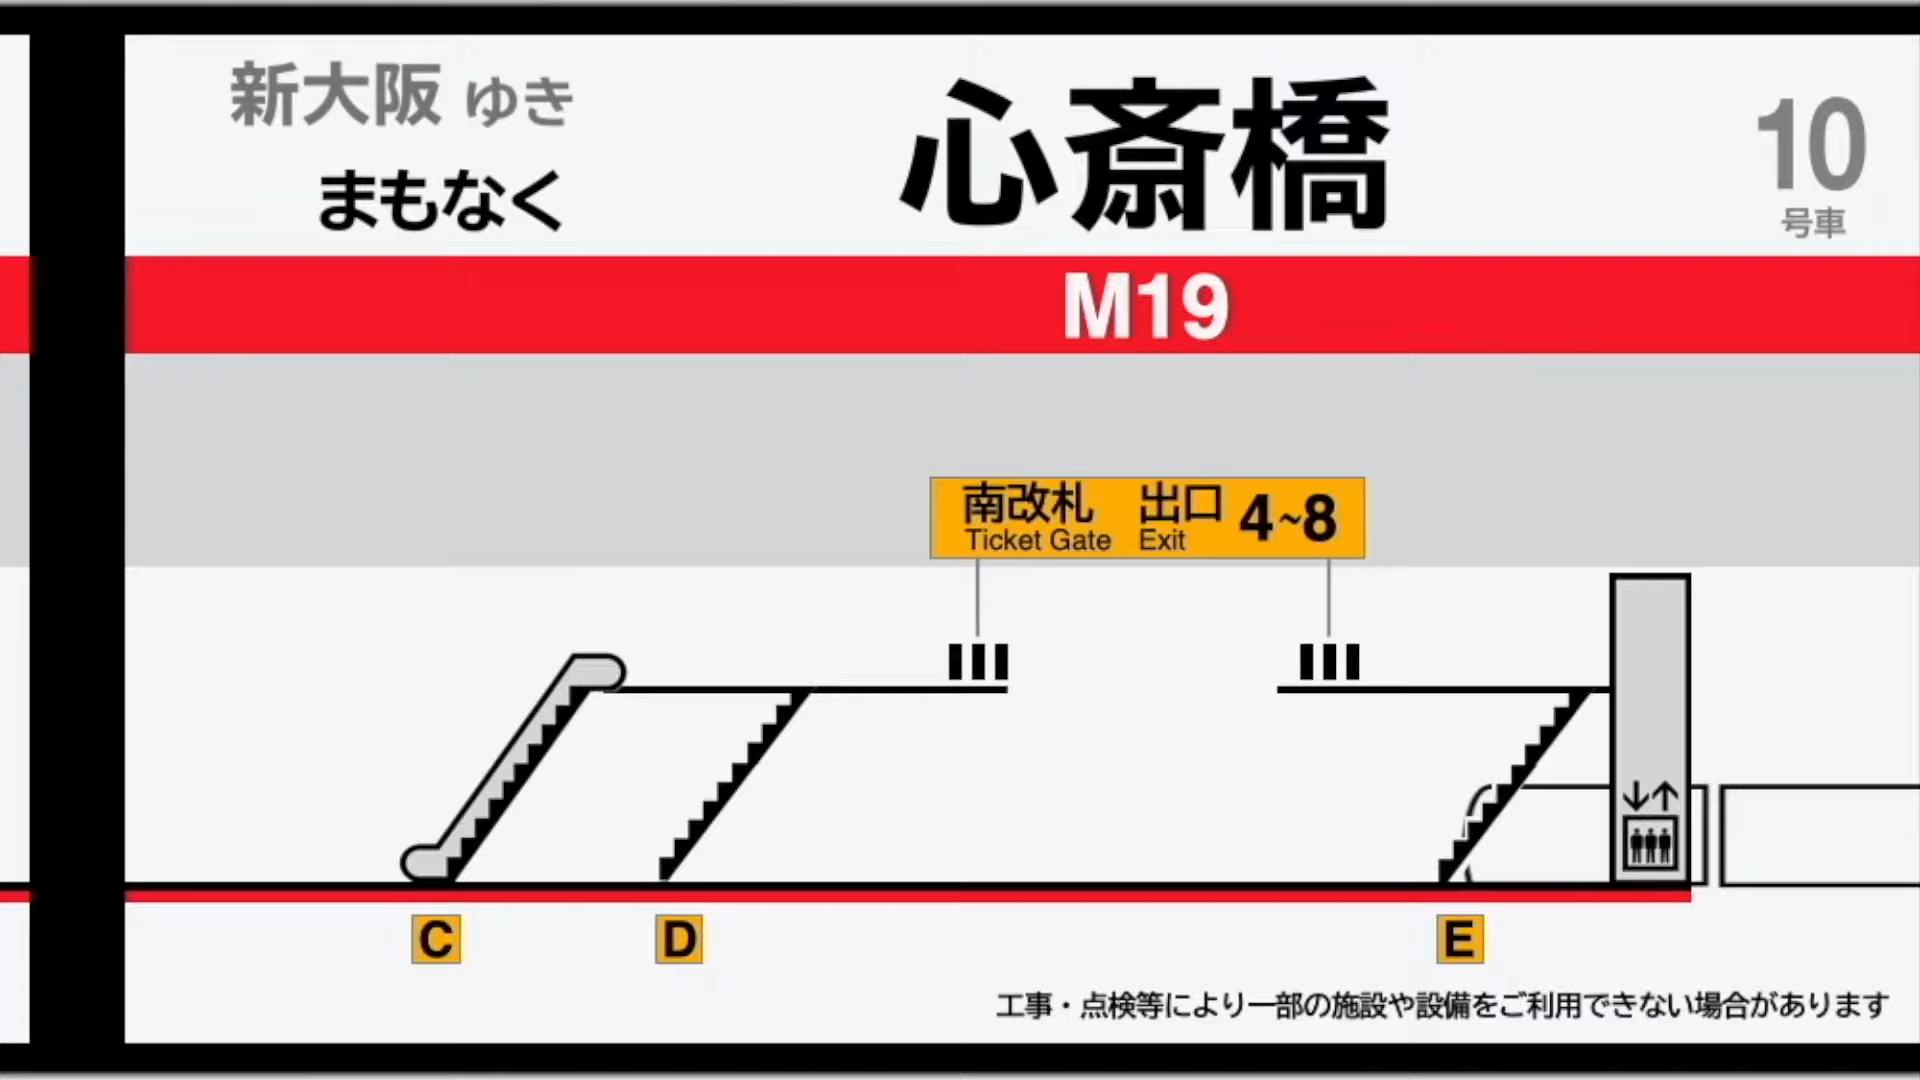 新大阪 ゆき
まもなく
心斎橋
10
号車
M19
南改札 出口 4~8
Ticket Gate Exit
C
D
E
工事・点検等により一部の施設や設備をご利用できない場合があります